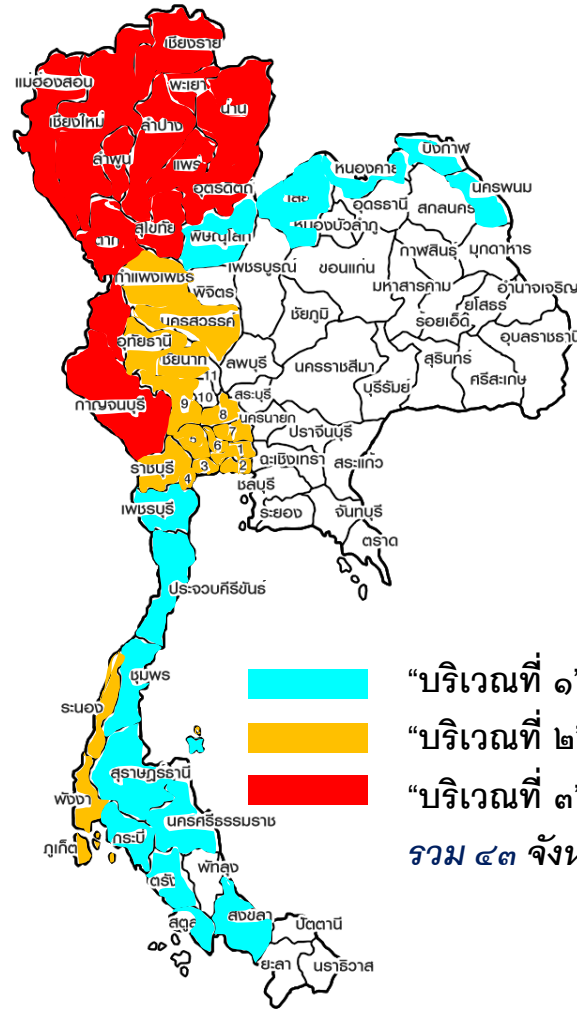 เชียงราย
แม่ฮ่องสอน
พะเยา
น่าน
เชียงใหม่
ลำปาง
ลำพูน
แพร่
อุตรดิตถ์
ตาก
สุโขทัย
พิษณุโลก
เลย
หนองคาย
บึงกาฬ
นครพนม
อุดรธานี
สกลนคร
หนองบัวลำภู
กำแพงเพชร
พิจิตร
เพชรบูรณ์
ขอนแก่น
กาฬสินธุ์
มุกดาหาร
มหาสารคาม
อำนาจเจริญ
ยโสธร
ร้อยเอ็ด
นครสวรรค์
ชัยภูมิ
อุบลราชธานี
อุทัยธานี
ชัยนาท
ลพบุรี
นครราชสีมา
สุรินทร์
ศรีสะเกษ
บุรีรัมย์
สระบุรี
11
10
9
8
กาญจนบุรี
นครนายก
7
ปราจีนบุรี
5
6
1
ฉะเชิงเทรา
สระแก้ว
ราชบุรี
4
3
2
ชลบุรี
เพชรบุรี
ระยอง
จันทบุรี
ตราด
ประจวบคีรีขันธ์
ชุมพร
ระนอง
สุราษฎร์ธานี
พังงา
นครศรีธรรมราช
ภูเก็ต
กระบี่
ตรัง
พัทลุง
สตูล
สงขลา
ปัตตานี
ยะลา
นราธิวาส
“บริเวณที่ ๑”
“บริเวณที่ ๒”
“บริเวณที่ ๓”
รวม ๔๓ จังห